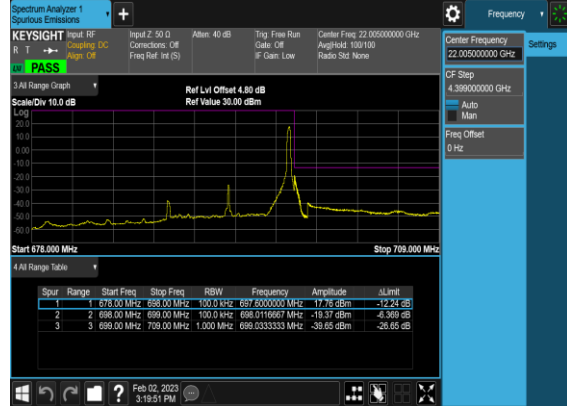 Spectrum Analyzer 1
Spurious Emissions
Frequency
KEYSIGHT
Input: RF
Coupling: DC
Align: Off
Input Z: 50 Ω
Corrections: Off
Freq Ref: Int (S)
Atten: 40 dB
Trig: Free Run
Gate: Off
IF Gain: Low
Center Freq: 22.005000000 GHz
Avg|Hold: 100/100
Radio Std: None
R T
LW PASS
Center Frequency
22.005000000 GHz
Settings
CF Step
4.399000000 GHz
Auto
Man
Freq Offset
0 Hz
3 All Range Graph
Ref Lvl Offset 4.80 dB
Scale/Div 10.0 dB
Ref Value 30.00 dBm
Log
20.0
10.0
0.00
-10.0
-20.0
-30.0
-40.0
-50.0
-60.0
Start 678.000 MHz
Stop 709.000 MHz
4 All Range Table
Spur Range Start Freq Stop Freq RBW Frequency Amplitude ΔLimit
1 1 678.00 MHz 698.00 MHz 100.0 kHz 697.6000000 MHz 17.76 dBm -12.24 dB
2 2 698.00 MHz 699.00 MHz 100.0 kHz 698.0116667 MHz -19.37 dBm -6.369 dB
3 3 699.00 MHz 709.00 MHz 1.000 MHz 699.0333333 MHz -39.65 dBm -26.65 dB
Feb 02, 2023
3:19:51 PM